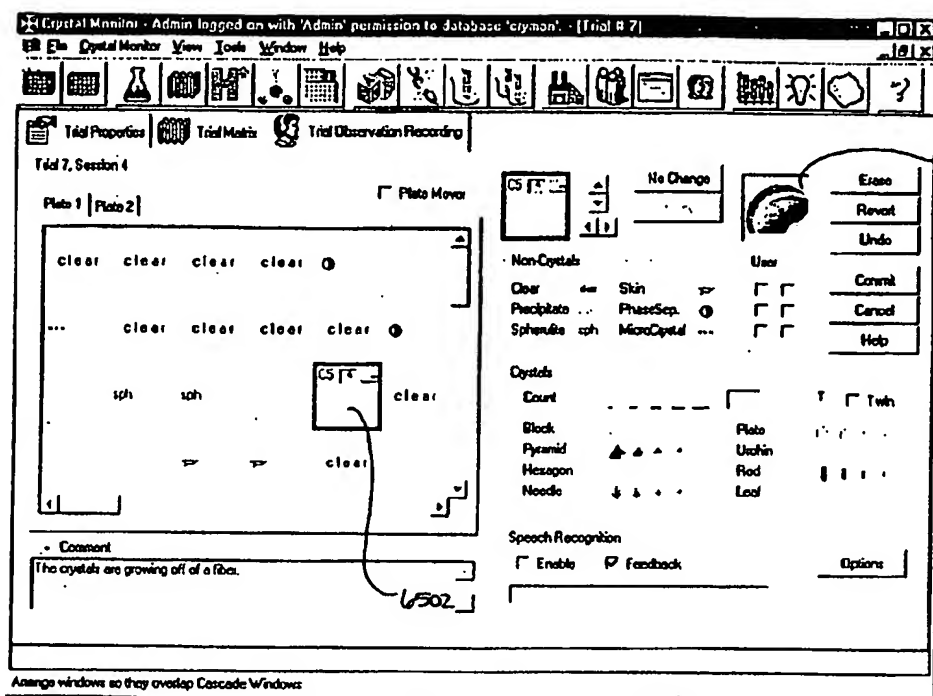 Crystal Monitor - Admin logged on with 'Admin' permission to database 'cryman'. - [Trial # 7]
File Crystal Monitor View Tools Window Help
Trial Properties Trial Matrix Trial Observation Recording
Trial 7, Session 4
Plate 1 Plate 2
Plate Mover
clear clear clear clear
... clear clear clear clear
sph sph C5 clear
clear
Comment
The crystals are growing off of a fiber.
6502
C5 No Change
Erase
Revert
Undo
Commit
Cancel
Help
Non-Crystals User
Clear Skin
Precipitate PhaseSep.
Spherulite sph MicroCrystal
Crystals
Count T Twin
Block Plate
Pyramid Urchin
Hexagon Rod
Needle Leaf
Speech Recognition
Enable Feedback Options
Arrange windows so they overlap Cascade Windows